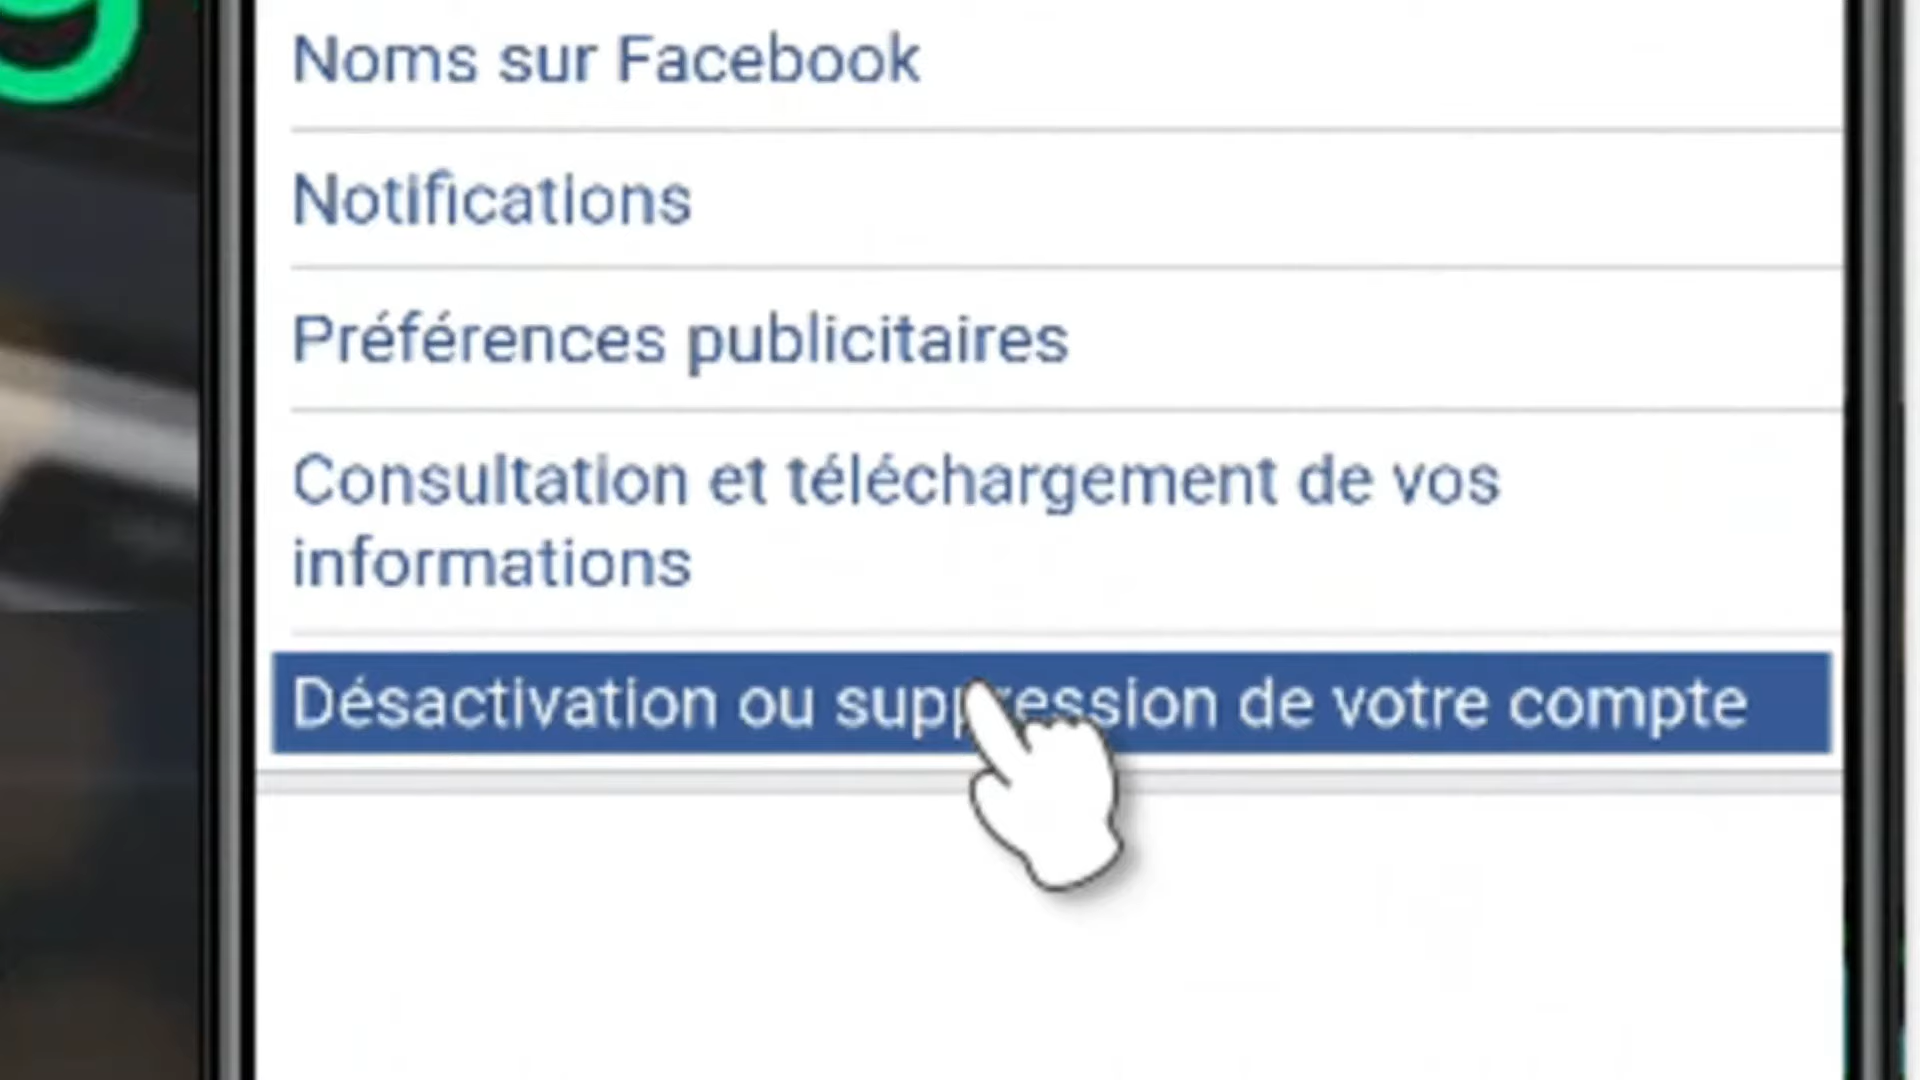 Noms sur Facebook
Notifications
Préférences publicitaires
Consultation et téléchargement de vos
informations
Désactivation ou suppression de votre compte